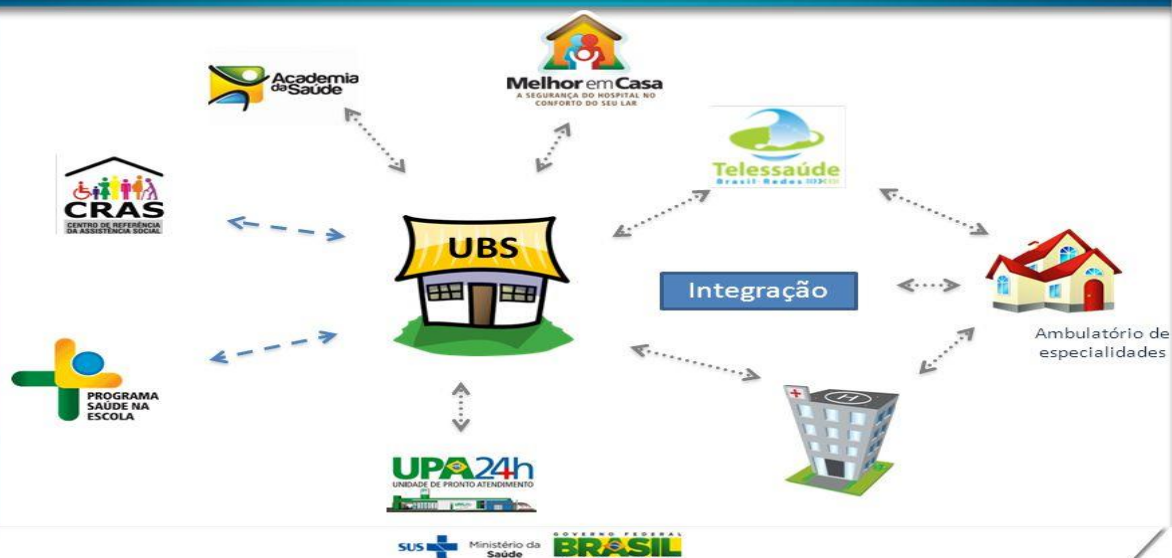 Academia
da Saúde
Melhor em Casa
A SEGURANÇA DO HOSPITAL NO
CONFORTO DO SEU LAR
Telessaúde
Brasil Redes
CRAS
CENTRO DE REFERÊNCIA
DA ASSISTÊNCIA SOCIAL
UBS
Integração
Ambulatório de
especialidades
PROGRAMA
SAÚDE NA
ESCOLA
H
UPA24h
UNIDADE DE PRONTO ATENDIMENTO
SUS
Ministério da
Saúde
GOVERNO FEDERAL
BRASIL